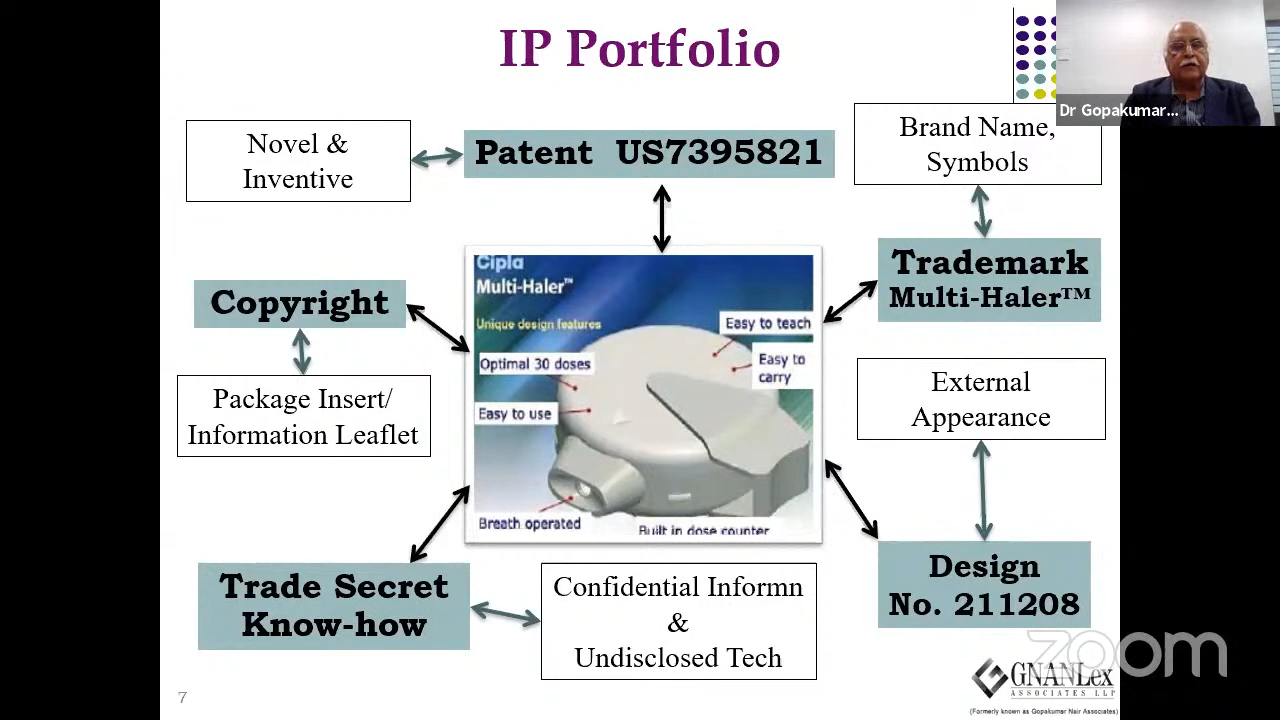 IP Portfolio
Dr Gopakumar...
Novel &
Inventive
Patent US7395821
Brand Name,
Symbols
Trademark
Multi-Haler™
Copyright
Package Insert/
Information Leaflet
Cipla
Multi-Haler™
Unique design features
Easy to teach
Optimal 30 doses
Easy to
carry
Easy to use
Breath operated
Built in dose counter
External
Appearance
Trade Secret
Know-how
Confidential Informn
&
Undisclosed Tech
Design
No. 211208
zoom
GNANLex
ASSOCIATES LLP
(Formerly known as Gopakumar Nair Associates)
7